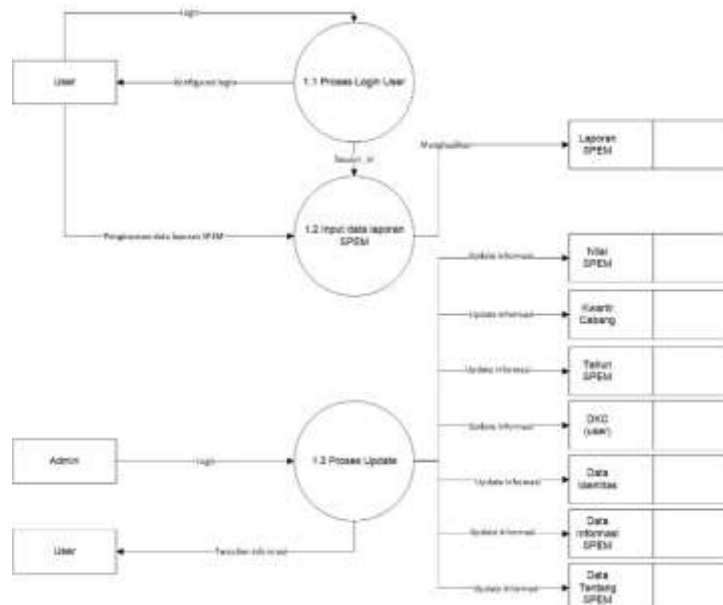 Login
User
Konfigurasi login
1.1 Proses Login User
Session_id
Menghasilkan
Laporan
SPEM
Penginputan data laporan SPEM
1.2 Input data laporan
SPEM
Update Informasi
Nilai
SPEM
Update Informasi
Kwartir
Cabang
Update Informasi
Tahun
SPEM
Update Informasi
DKC
(user)
Admin
Login
1.3 Proses Update
Update Informasi
Data
Identitas
User
Tampilan informasi
Update Informasi
Data
Informasi
SPEM
Update Informasi
Data
Tentang
SPEM